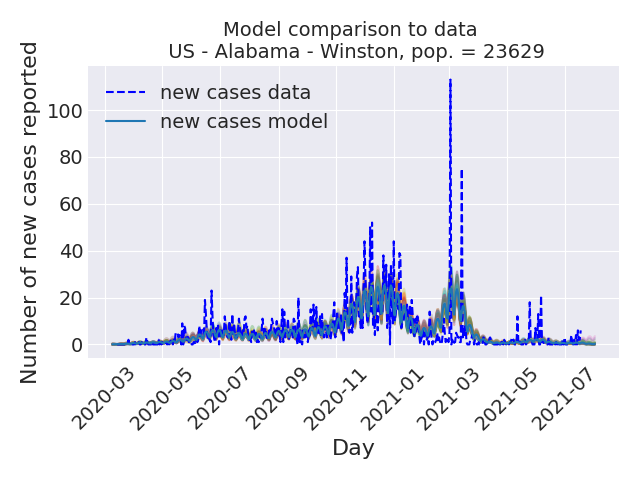 Model comparison to data
US - Alabama - Winston, pop. = 23629
Number of new cases reported
new cases data
new cases model
100
80
60
40
20
0
2020-03
2020-05
2020-07
2020-09
2020-11
2021-01
2021-03
2021-05
2021-07
Day